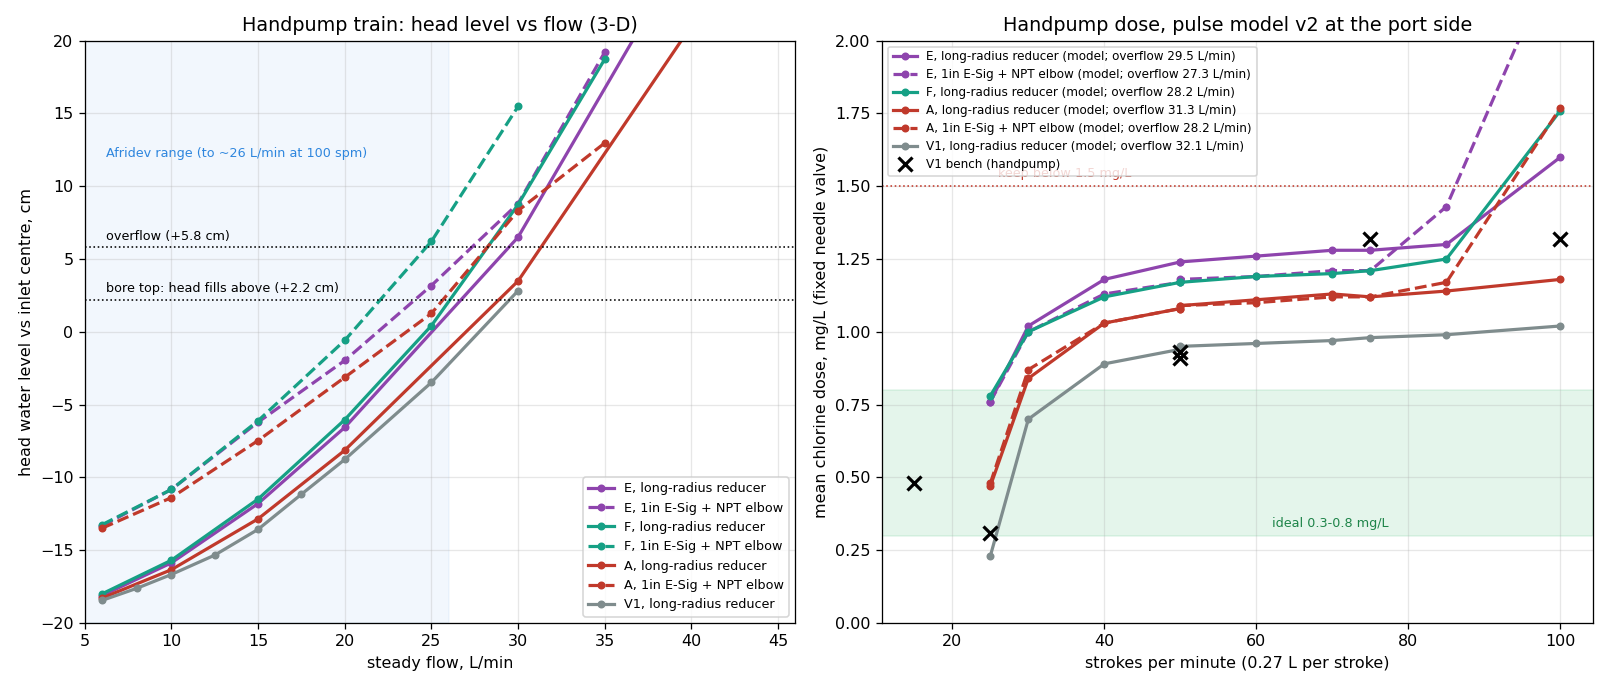 Handpump train: head level vs flow (3-D)
head water level vs inlet centre, cm
20
15
10
5
0
−5
−10
−15
−20
Afridev range (to ~26 L/min at 100 spm)
overflow (+5.8 cm)
bore top: head fills above (+2.2 cm)
E, long-radius reducer
E, 1in E-Sig + NPT elbow
F, long-radius reducer
F, 1in E-Sig + NPT elbow
A, long-radius reducer
A, 1in E-Sig + NPT elbow
V1, long-radius reducer
5 10 15 20 25 30 35 40 45
steady flow, L/min
Handpump dose, pulse model v2 at the port side
mean chlorine dose, mg/L (fixed needle valve)
2.00
1.75
1.50
1.25
1.00
0.75
0.50
0.25
0.00
E, long-radius reducer (model; overflow 29.5 L/min)
E, 1in E-Sig + NPT elbow (model; overflow 27.3 L/min)
F, long-radius reducer (model; overflow 28.2 L/min)
A, long-radius reducer (model; overflow 31.3 L/min)
A, 1in E-Sig + NPT elbow (model; overflow 28.2 L/min)
V1, long-radius reducer (model; overflow 32.1 L/min)
V1 bench (handpump)
keep below 1.5 mg/L
ideal 0.3-0.8 mg/L
20 40 60 80 100
strokes per minute (0.27 L per stroke)